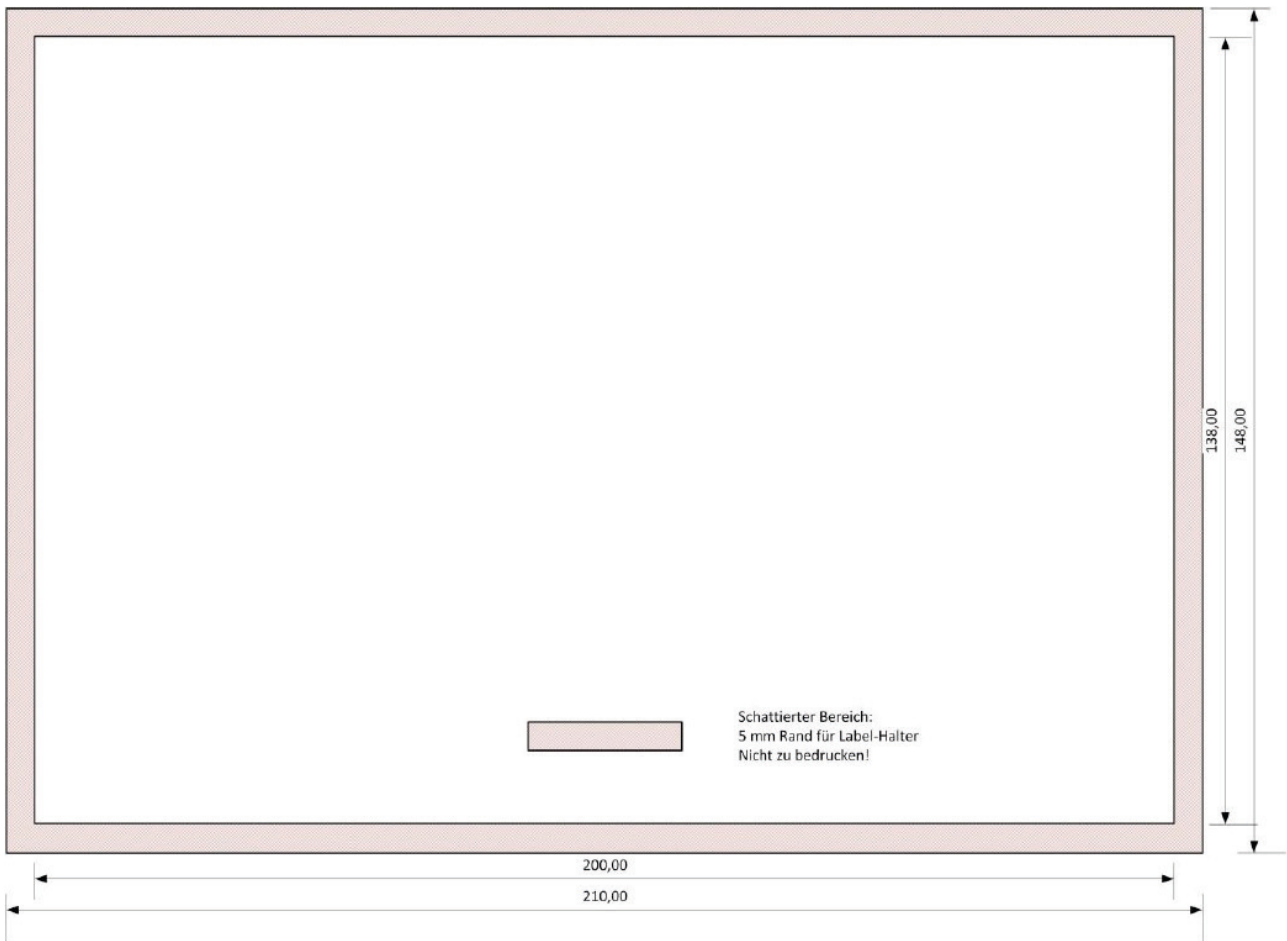 138,00
148,00
Schattierter Bereich:
5 mm Rand für Label-Halter
Nicht zu bedrucken!
200,00
210,00